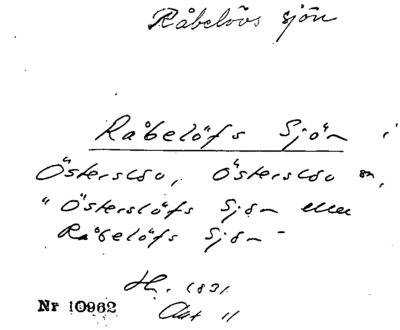 Råbelövs sjön
Råbelöfs Sjön i
Österslöv, Österslöv sn,
"Österslöfs Sjön eller
Råbelöfs Sjön"
1831
Akt 11
Nr 10962